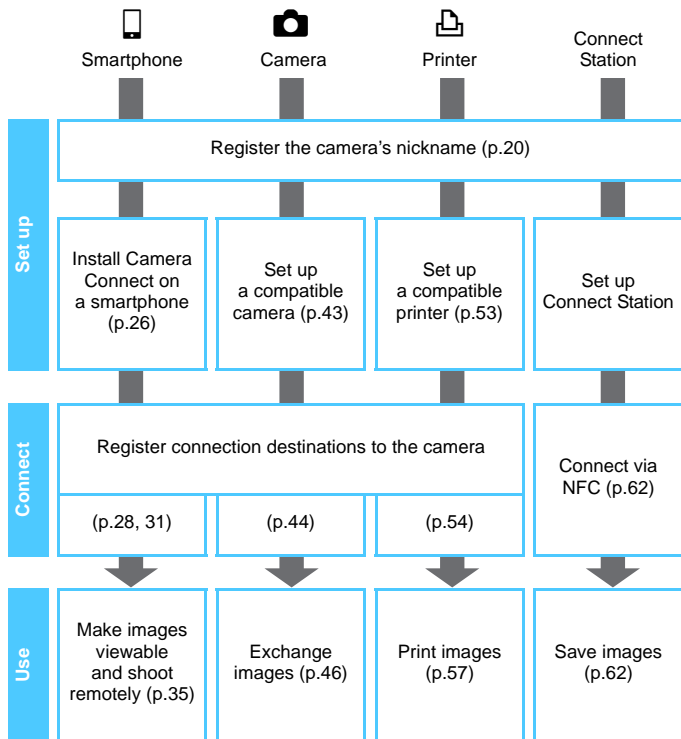 Smartphone
Camera
Printer
Connect
Station
Set up
Register the camera's nickname (p.20)
Install Camera
Connect on
a smartphone
(p.26)
Set up
a compatible
camera (p.43)
Set up
a compatible
printer (p.53)
Set up
Connect Station
Connect
Register connection destinations to the camera
(p.28, 31)
(p.44)
(p.54)
Connect via
NFC (p.62)
Use
Make images
viewable
and shoot
remotely (p.35)
Exchange
images (p.46)
Print images
(p.57)
Save images
(p.62)